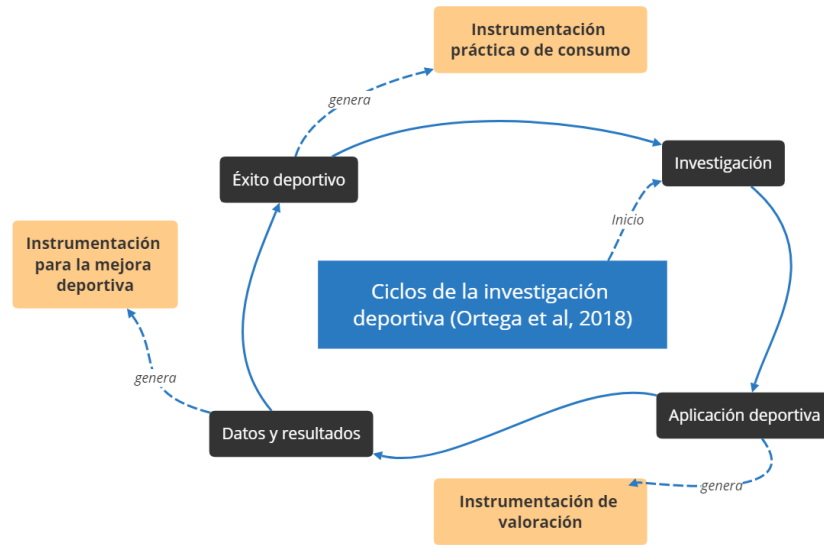 Instrumentación
práctica o de consumo
genera
Éxito deportivo
Investigación
Inicio
Instrumentación
para la mejora
deportiva
Ciclos de la investigación
deportiva (Ortega et al, 2018)
genera
Datos y resultados
Aplicación deportiva
genera
Instrumentación de
valoración